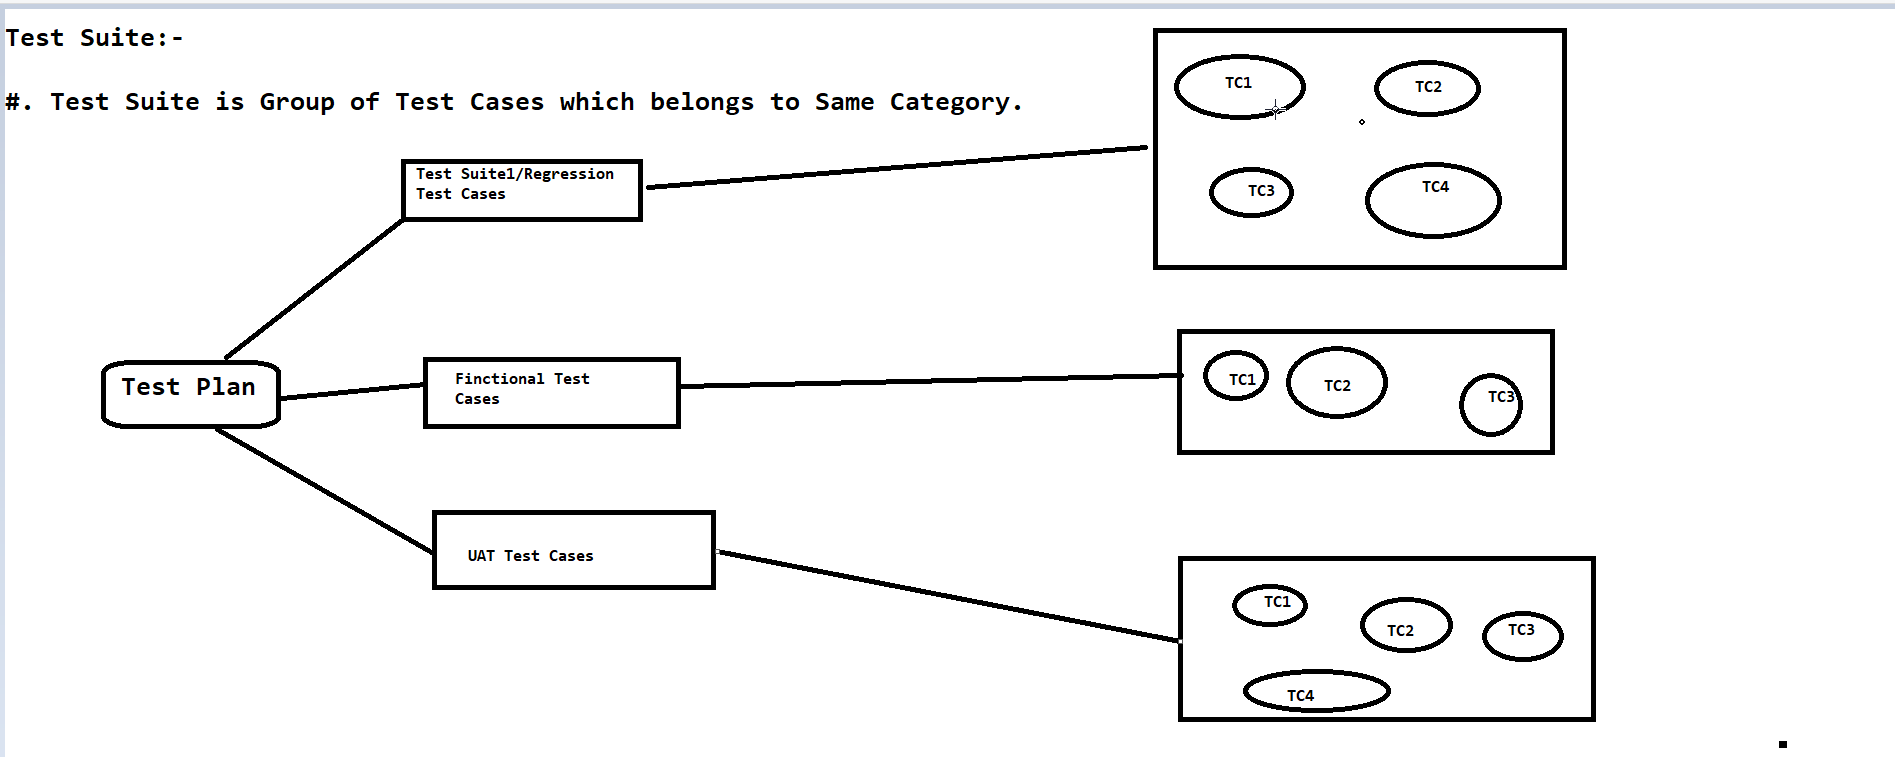 Test Suite:-
#. Test Suite is Group of Test Cases which belongs to Same Category.
Test Suite1/Regression
Test Cases
TC1
TC2
TC3
TC4
Test Plan
Finctional Test
Cases
TC1
TC2
TC3
UAT Test Cases
TC1
TC2
TC3
TC4